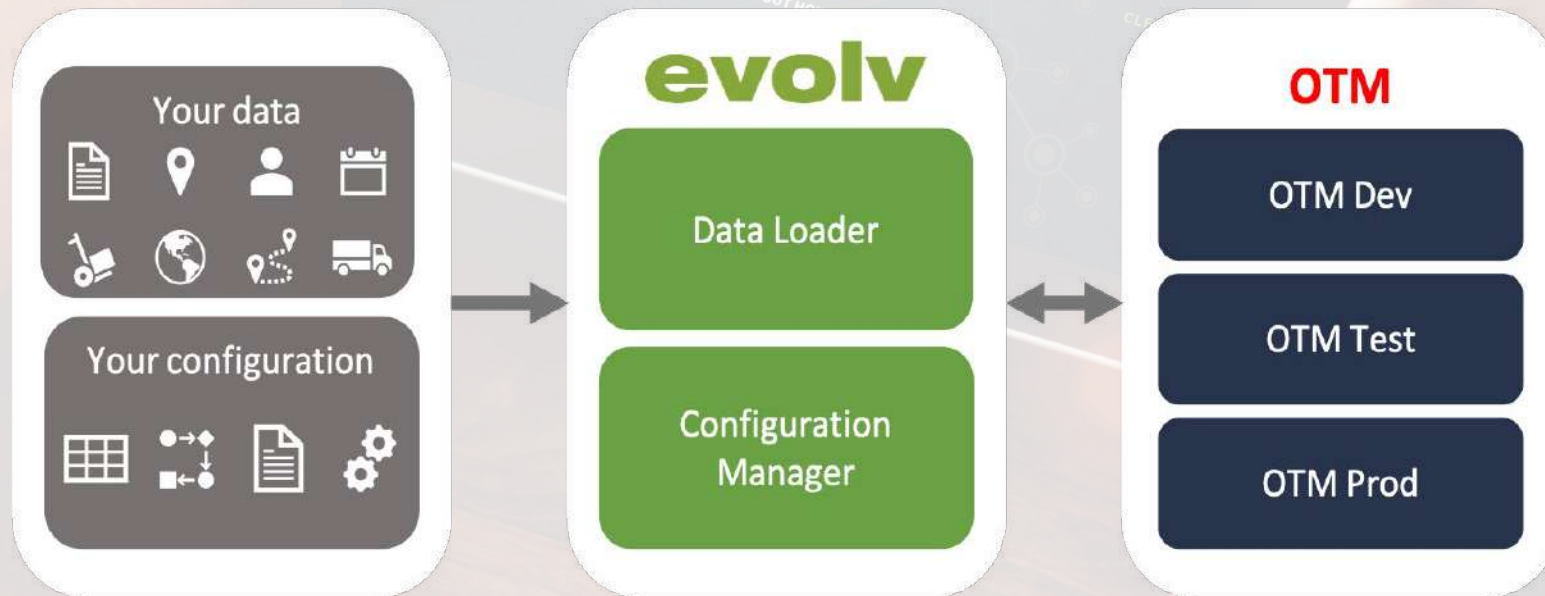 Your data
Your configuration
evolv
Data Loader
Configuration
Manager
OTM
OTM Dev
OTM Test
OTM Prod